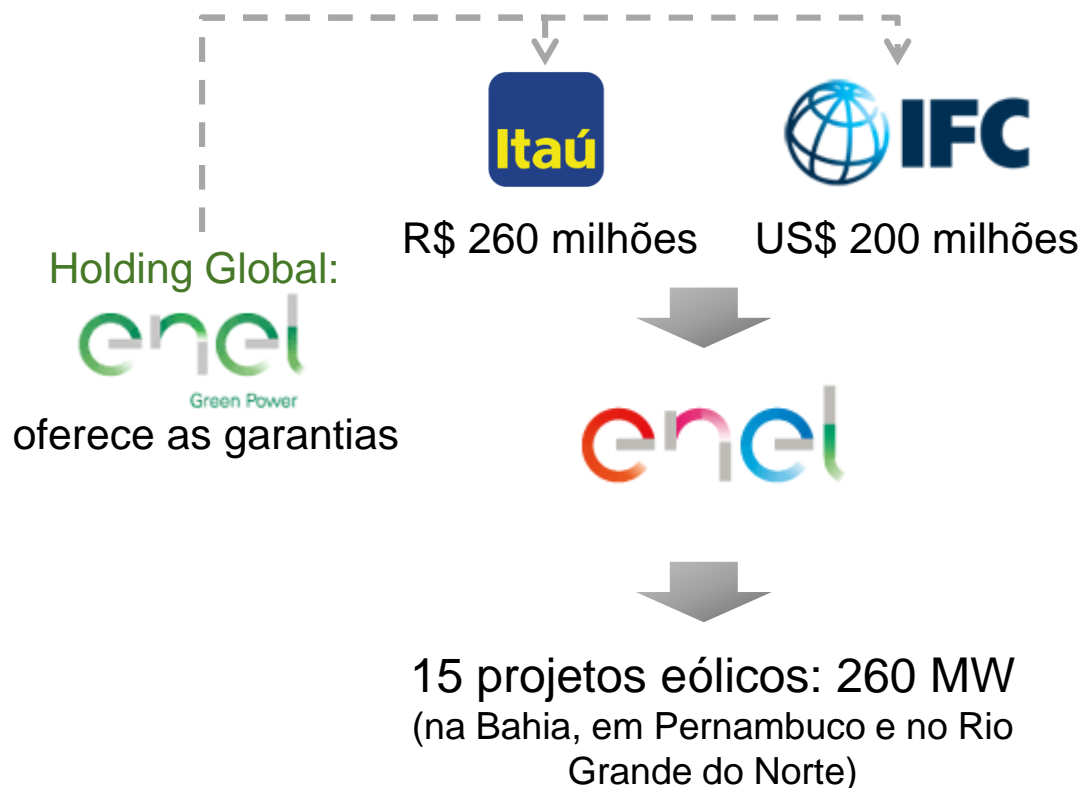 Itaú
IFC
R$ 260 milhões
US$ 200 milhões
Holding Global:
enel
Green Power
oferece as garantias
enel
15 projetos eólicos: 260 MW
(na Bahia, em Pernambuco e no Rio
Grande do Norte)